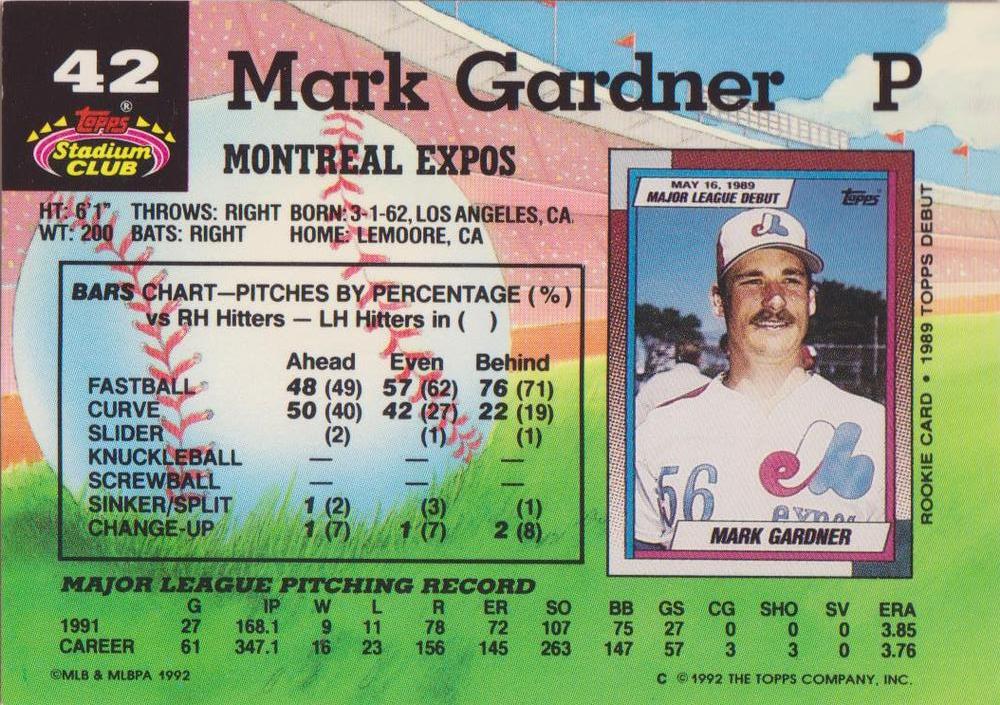 42
Mark Gardner P
Topps ®
Stadium
CLUB
MONTREAL EXPOS
HT: 6'1" THROWS: RIGHT BORN: 3-1-62, LOS ANGELES, CA.
WT: 200 BATS: RIGHT HOME: LEMOORE, CA
BARS CHART—PITCHES BY PERCENTAGE (%)
vs RH Hitters — LH Hitters in ( )
Ahead Even Behind
FASTBALL 48 (49) 57 (62) 76 (71)
CURVE 50 (40) 42 (27) 22 (19)
SLIDER (2) (1) (1)
KNUCKLEBALL — — —
SCREWBALL — — —
SINKER/SPLIT 1 (2) (3) (1)
CHANGE-UP 1 (7) 1 (7) 2 (8)
MAY 16, 1989
MAJOR LEAGUE DEBUT
Topps
56
expos
MARK GARDNER
ROOKIE CARD • 1989 TOPPS DEBUT
MAJOR LEAGUE PITCHING RECORD
G IP W L R ER SO BB GS CG SHO SV ERA
1991 27 168.1 9 11 78 72 107 75 27 0 0 0 3.85
CAREER 61 347.1 16 23 156 145 263 147 57 3 3 0 3.76
©MLB & MLBPA 1992
C ©1992 THE TOPPS COMPANY, INC.